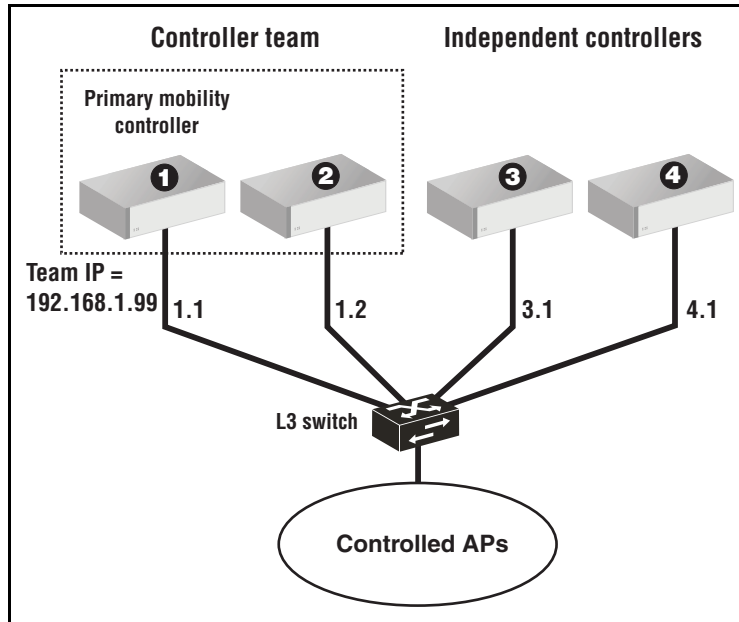 Controller team
Independent controllers
Primary mobility
controller
1
2
3
4
Team IP =
192.168.1.99
1.1
1.2
3.1
4.1
L3 switch
Controlled APs